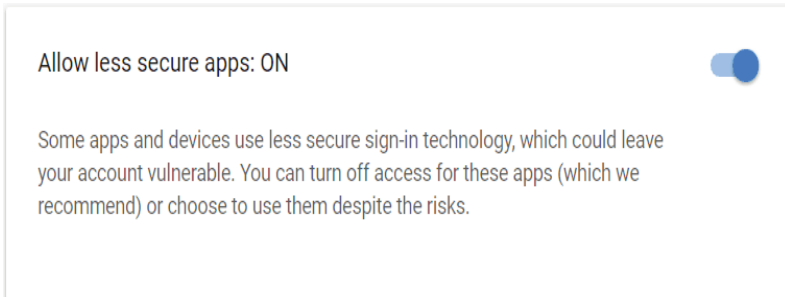 Allow less secure apps: ON
Some apps and devices use less secure sign-in technology, which could leave
your account vulnerable. You can turn off access for these apps (which we
recommend) or choose to use them despite the risks.